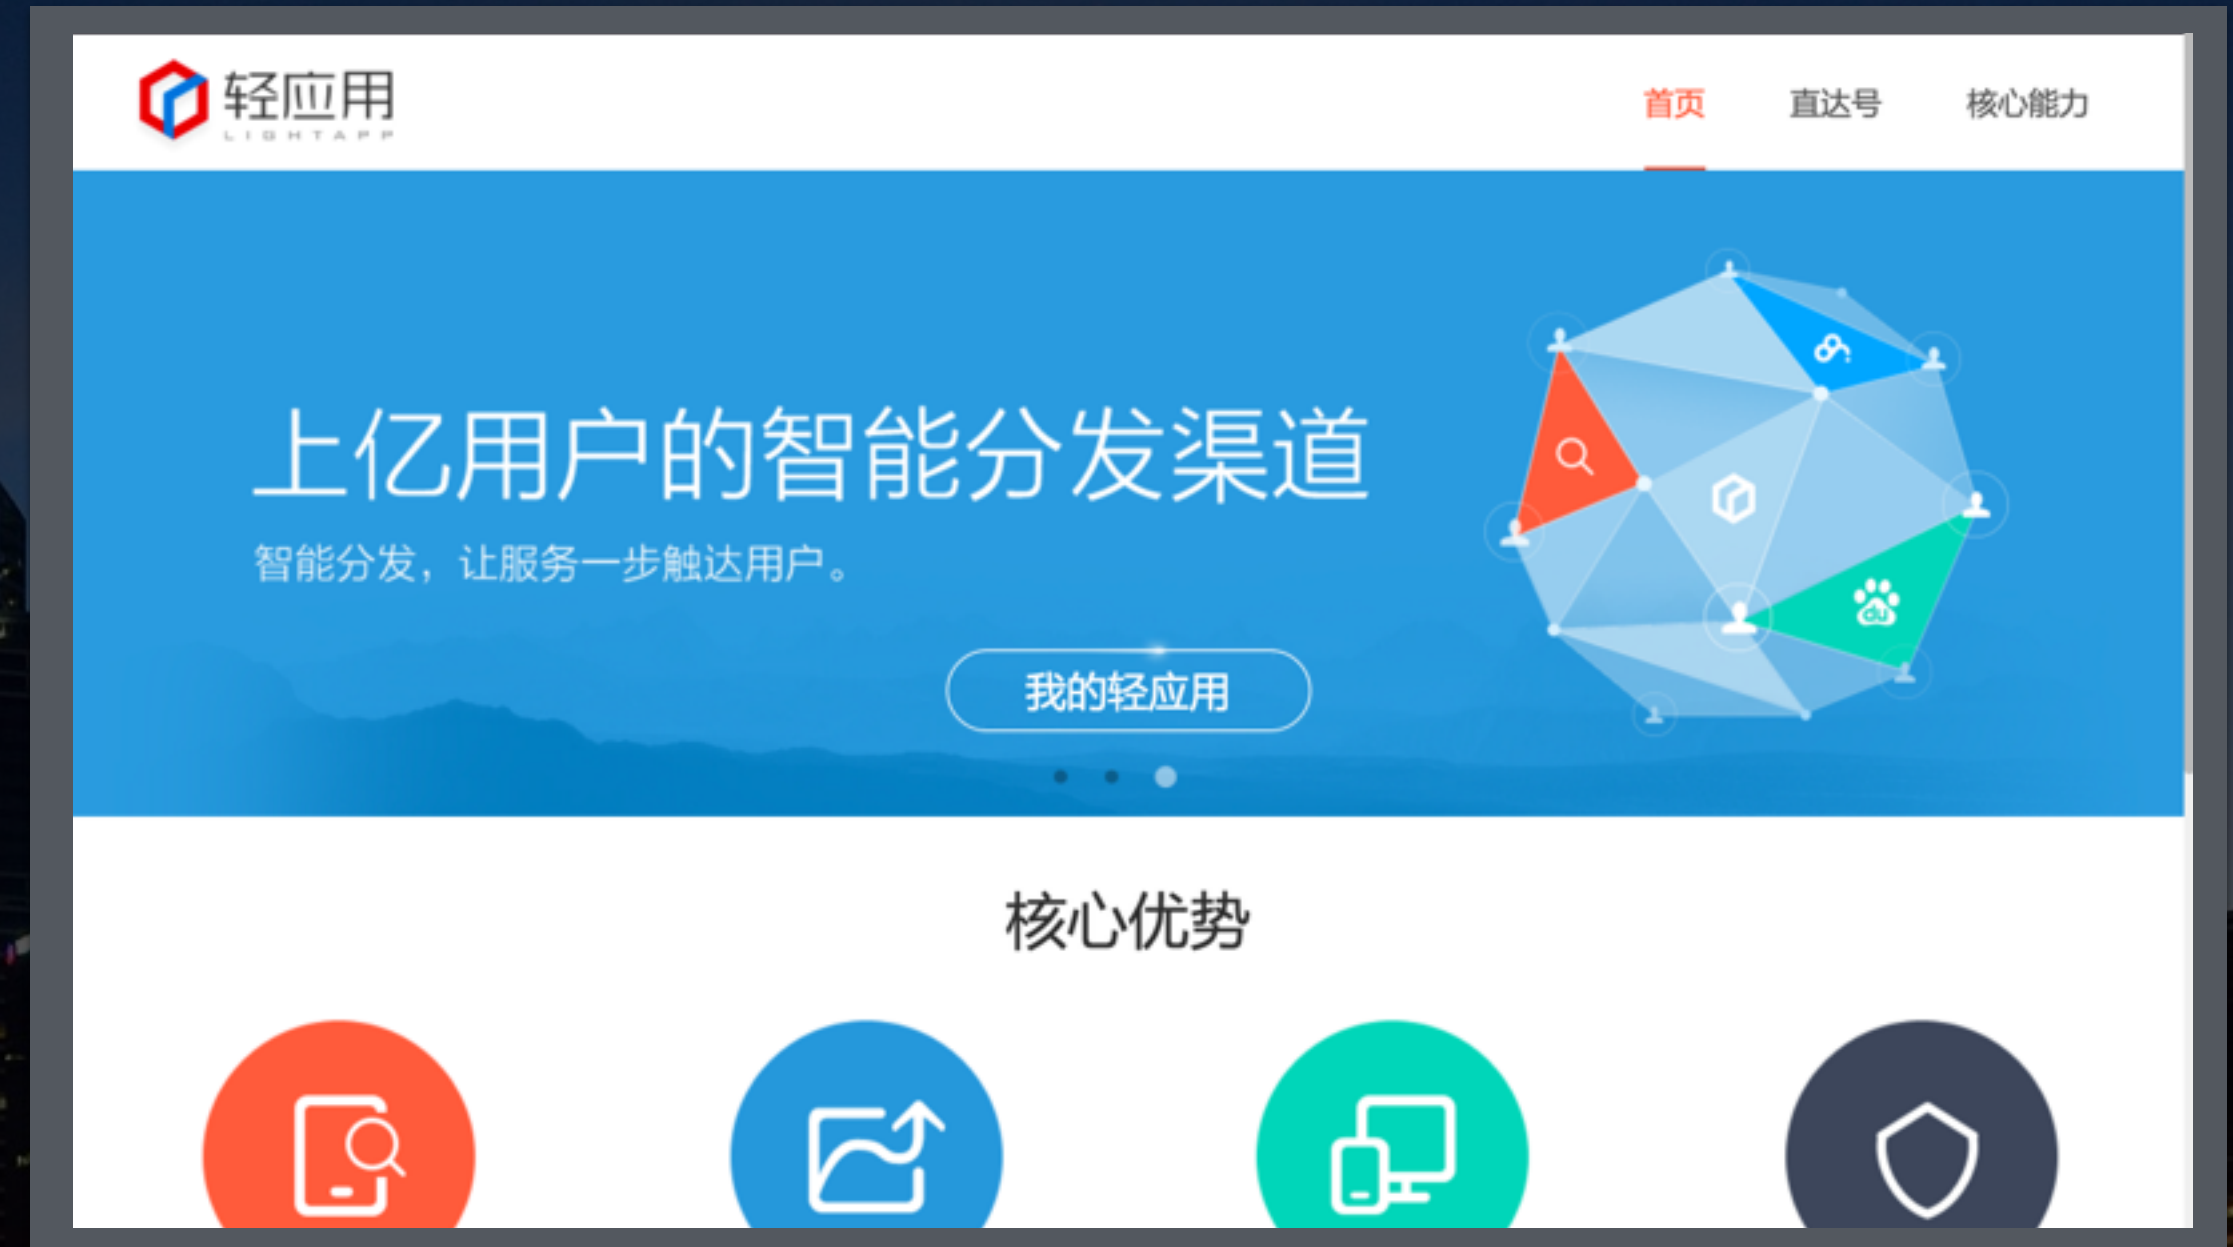 轻应用
LIGHTAPP
首页 直达号 核心能力
上亿用户的智能分发渠道
智能分发，让服务一步触达用户。
du
我的轻应用
核心优势